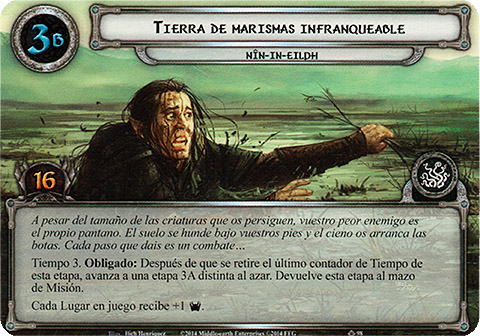 3B
TIERRA DE MARISMAS INFRANQUEABLE
NÎN-IN-EILPH
16
A pesar del tamaño de las criaturas que os persiguen, vuestro peor enemigo es
el propio pantano. El suelo se hunde bajo vuestros pies y el cieno os arranca las
botas. Cada paso que dais es un combate…
Tiempo 3. Obligado: Después de que se retire el último contador de Tiempo de
esta etapa, avanza a una etapa 3A distinta al azar. Devuelve esta etapa al mazo
de Misión.
Cada Lugar en juego recibe +1 .
Ilus. Rich Henriquez ©2014 Middle-earth Enterprises ©2014 FFG 98